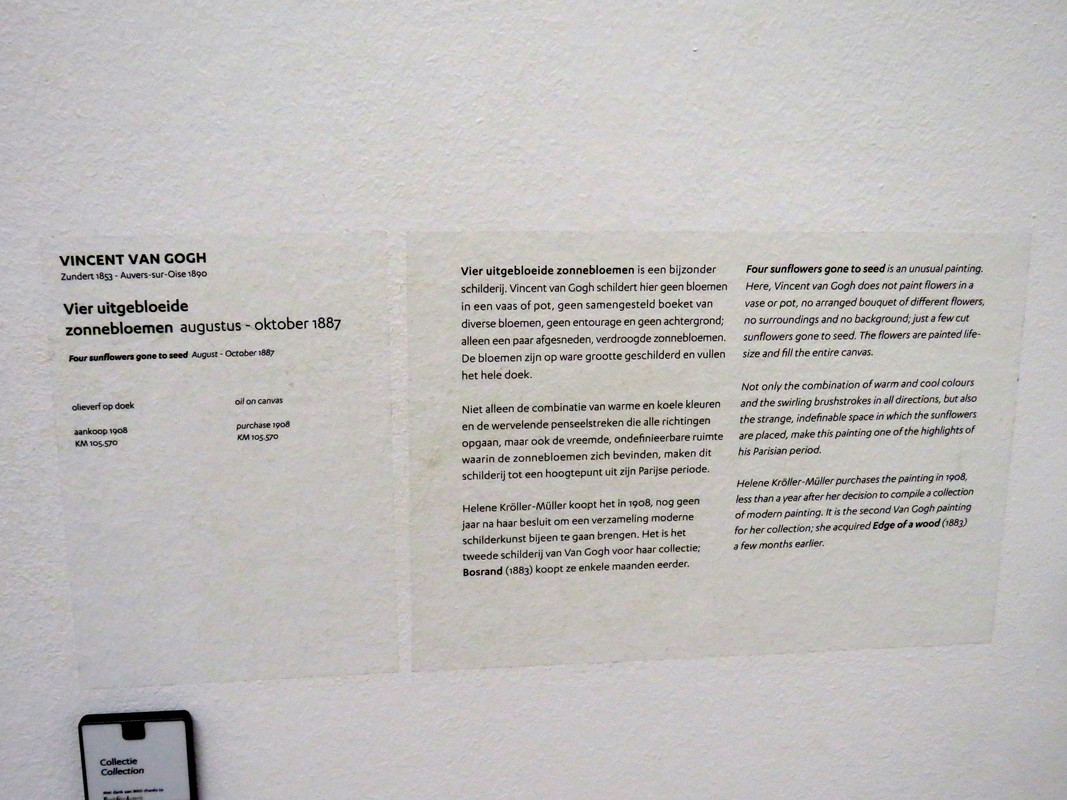 VINCENT VAN GOGH
Zundert 1853 - Auvers-sur-Oise 1890
Vier uitgebloeide
zonnebloemen augustus - oktober 1887
Four sunflowers gone to seed August - October 1887
olieverf op doek
oil on canvas
aankoop 1908
KM 105.570
purchase 1908
KM 105.570
Vier uitgebloeide zonnebloemen is een bijzonder
schilderij. Vincent van Gogh schildert hier geen bloemen
in een vaas of pot, geen samengesteld boeket van
diverse bloemen, geen entourage en geen achtergrond;
alleen een paar afgesneden, verdroogde zonnebloemen.
De bloemen zijn op ware grootte geschilderd en vullen
het hele doek.
Niet alleen de combinatie van warme en koele kleuren
en de wervelende penseelstreken die alle richtingen
opgaan, maar ook de vreemde, ondefinieerbare ruimte
waarin de zonnebloemen zich bevinden, maken dit
schilderij tot een hoogtepunt uit zijn Parijse periode.
Helene Kröller-Müller koopt het in 1908, nog geen
jaar na haar besluit om een verzameling moderne
schilderkunst bijeen te gaan brengen. Het is het
tweede schilderij van Van Gogh voor haar collectie;
Bosrand (1883) koopt ze enkele maanden eerder.
Four sunflowers gone to seed is an unusual painting.
Here, Vincent van Gogh does not paint flowers in a
vase or pot, no arranged bouquet of different flowers,
no surroundings and no background; just a few cut
sunflowers gone to seed. The flowers are painted life-
size and fill the entire canvas.
Not only the combination of warm and cool colours
and the swirling brushstrokes in all directions, but also
the strange, indefinable space in which the sunflowers
are placed, make this painting one of the highlights of
his Parisian period.
Helene Kröller-Müller purchases the painting in 1908,
less than a year after her decision to compile a collection
of modern painting. It is the second Van Gogh painting
for her collection; she acquired Edge of a wood (1883)
a few months earlier.
Collectie
Collection